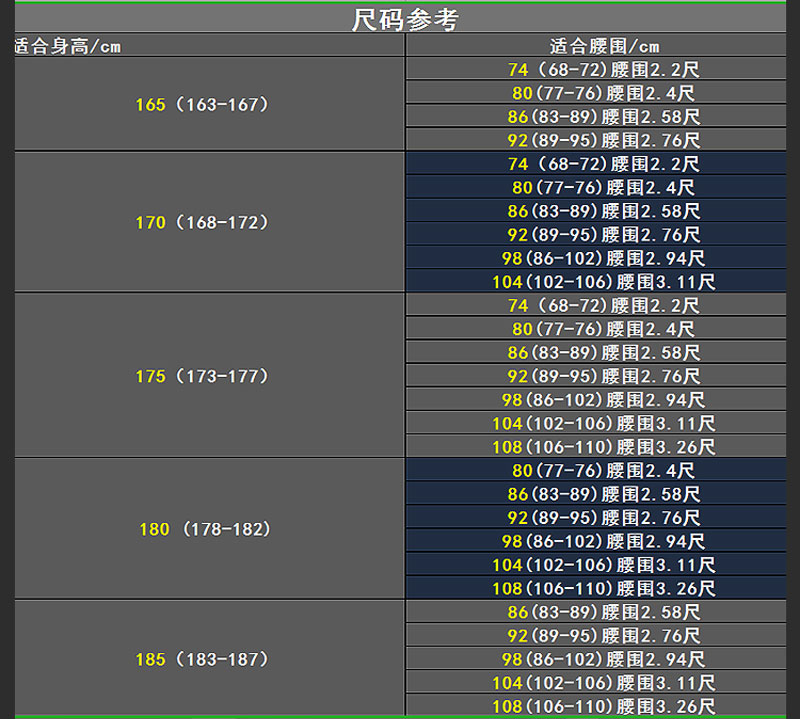 尺码参考
适合身高/cm 适合腰围/cm
165（163-167）
74（68-72)腰围2.2尺
80(77-76)腰围2.4尺
86(83-89)腰围2.58尺
92(89-95)腰围2.76尺
170（168-172）
74（68-72)腰围2.2尺
80(77-76)腰围2.4尺
86(83-89)腰围2.58尺
92(89-95)腰围2.76尺
98(86-102)腰围2.94尺
104(102-106)腰围3.11尺
175（173-177）
74（68-72)腰围2.2尺
80(77-76)腰围2.4尺
86(83-89)腰围2.58尺
92(89-95)腰围2.76尺
98(86-102)腰围2.94尺
104(102-106)腰围3.11尺
108(106-110)腰围3.26尺
180（178-182）
80(77-76)腰围2.4尺
86(83-89)腰围2.58尺
92(89-95)腰围2.76尺
98(86-102)腰围2.94尺
104(102-106)腰围3.11尺
108(106-110)腰围3.26尺
185（183-187）
86(83-89)腰围2.58尺
92(89-95)腰围2.76尺
98(86-102)腰围2.94尺
104(102-106)腰围3.11尺
108(106-110)腰围3.26尺